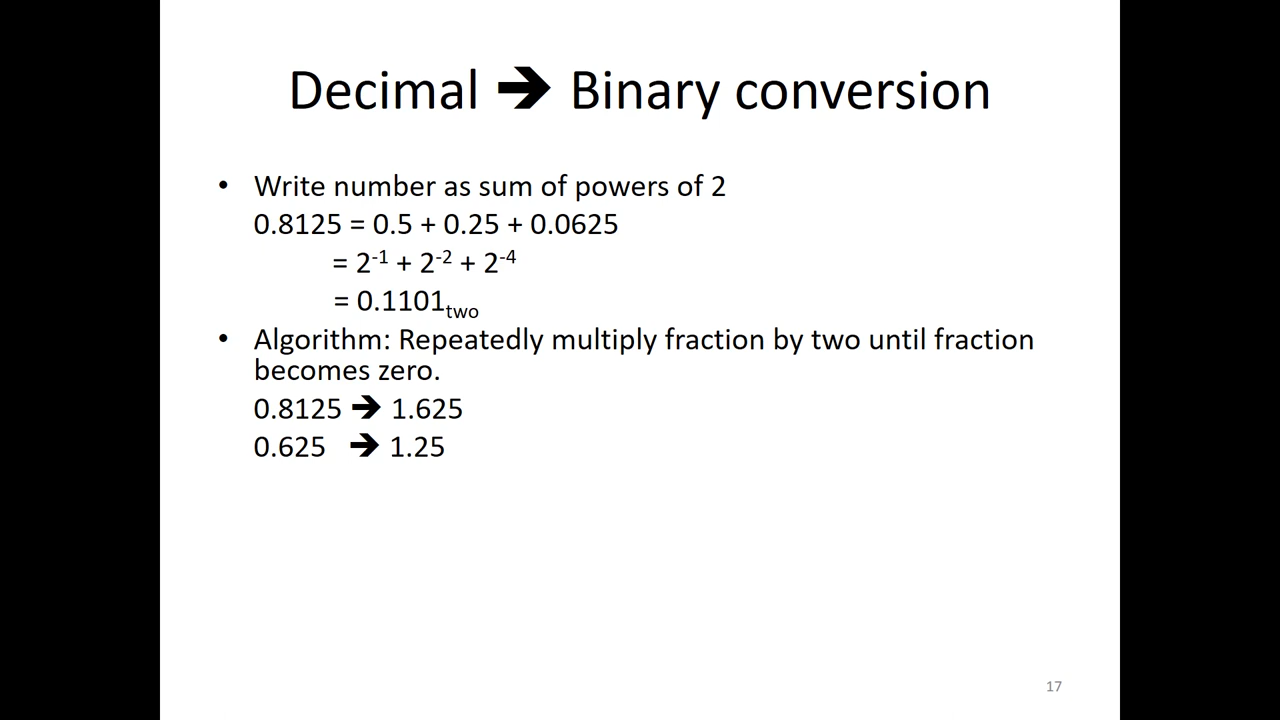 Decimal ➔ Binary conversion
• Write number as sum of powers of 2
0.8125 = 0.5 + 0.25 + 0.0625
= 2⁻¹ + 2⁻² + 2⁻⁴
= 0.1101two
• Algorithm: Repeatedly multiply fraction by two until fraction
becomes zero.
0.8125 ➔ 1.625
0.625 ➔ 1.25
17